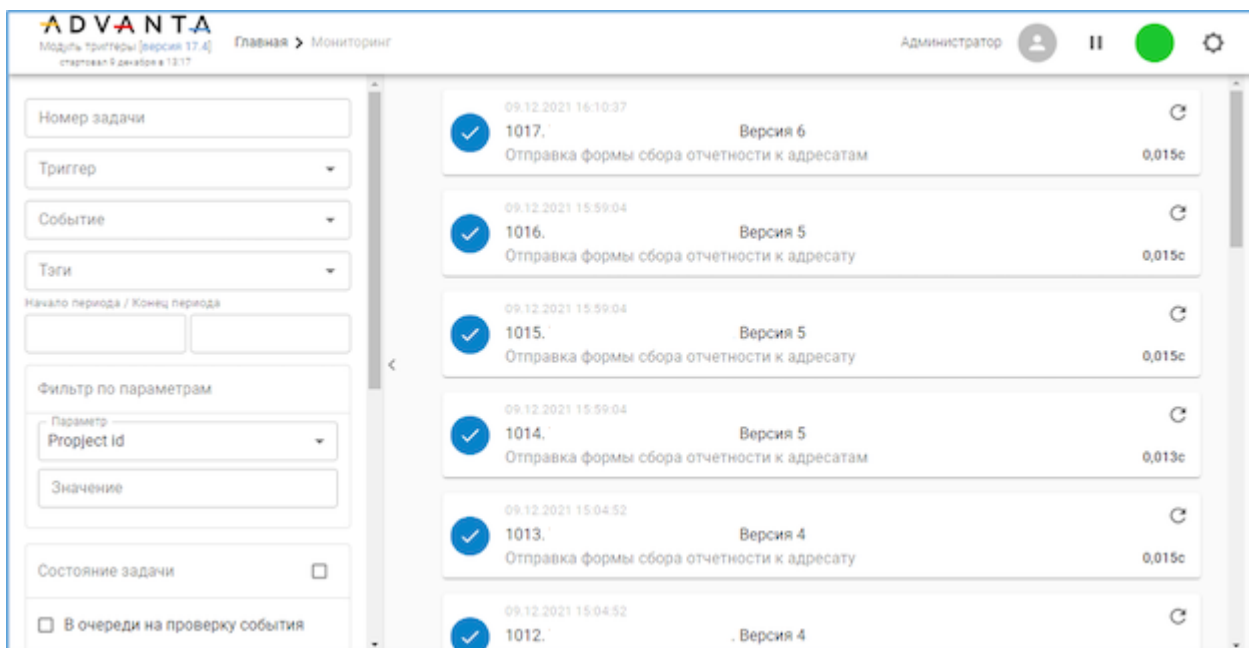 ADVANTA
Модуль триггеры [версия 17.4]
стартовал 9 декабря в 13:17
Главная > Мониторинг
Администратор
Номер задачи
Триггер
Событие
Тэги
Начало периода / Конец периода
Фильтр по параметрам
Параметр
Propject id
Значение
Состояние задачи
В очереди на проверку события
09.12.2021 16:10:37
1017. Версия 6
Отправка формы сбора отчетности к адресатам 0,015с
09.12.2021 15:59:04
1016. Версия 5
Отправка формы сбора отчетности к адресату 0,015с
09.12.2021 15:59:04
1015. Версия 5
Отправка формы сбора отчетности к адресату 0,015с
09.12.2021 15:59:04
1014. Версия 5
Отправка формы сбора отчетности к адресатам 0,013с
09.12.2021 15:04:52
1013. Версия 4
Отправка формы сбора отчетности к адресату 0,015с
09.12.2021 15:04:52
1012. . Версия 4